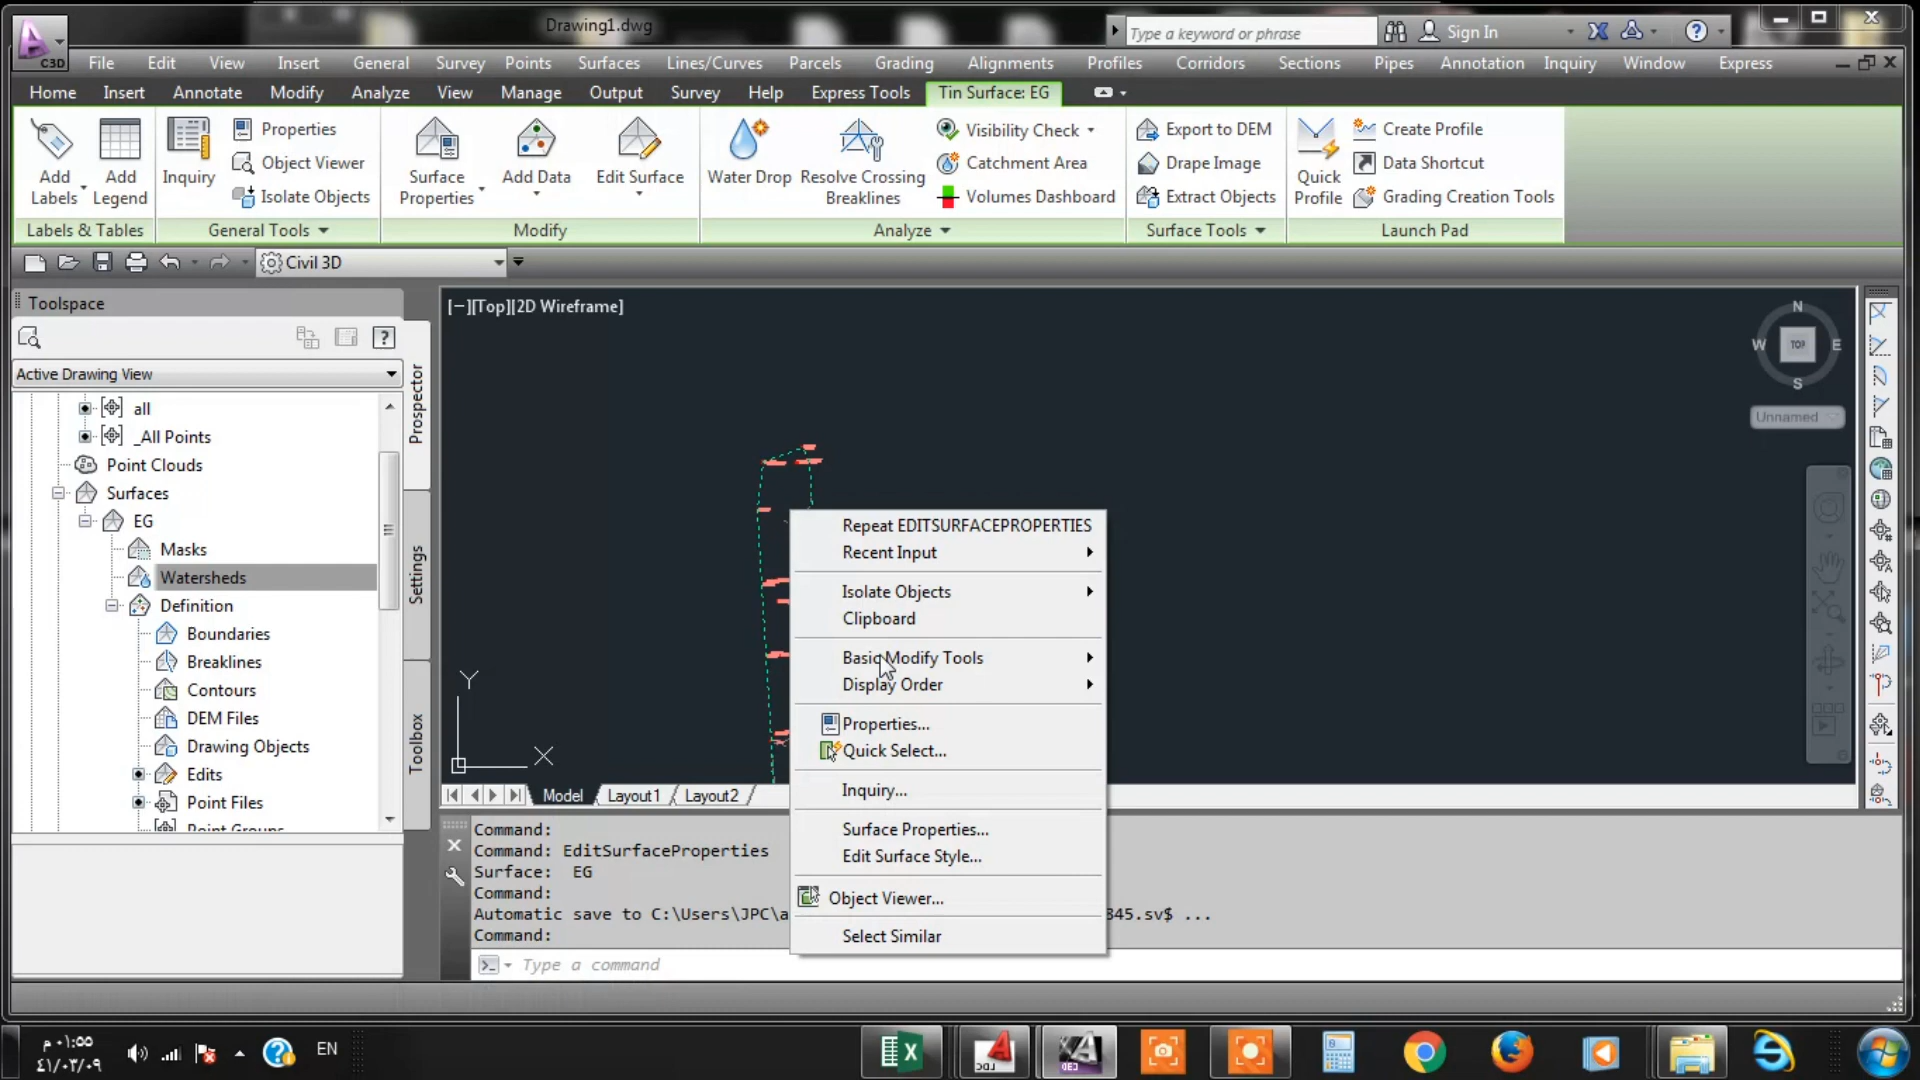 Drawing1.dwg
Type a keyword or phrase
Sign In
C3D
File Edit View Insert General Survey Points Surfaces Lines/Curves Parcels Grading Alignments Profiles Corridors Sections Pipes Annotation Inquiry Window Express
Home Insert Annotate Modify Analyze View Manage Output Survey Help Express Tools Tin Surface: EG
Add Labels
Add Legend
Labels & Tables
Inquiry
Properties
Object Viewer
Isolate Objects
General Tools
Surface Properties
Add Data
Edit Surface
Modify
Water Drop
Resolve Crossing Breaklines
Visibility Check
Catchment Area
Volumes Dashboard
Analyze
Export to DEM
Drape Image
Extract Objects
Surface Tools
Quick Profile
Create Profile
Data Shortcut
Grading Creation Tools
Launch Pad
Civil 3D
Toolspace
Active Drawing View
all
_All Points
Point Clouds
Surfaces
EG
Masks
Watersheds
Definition
Boundaries
Breaklines
Contours
DEM Files
Drawing Objects
Edits
Point Files
Point Groups
Prospector
Settings
Toolbox
[−][Top][2D Wireframe]
N
W TOP E
S
Unnamed
Y
X
Repeat EDITSURFACEPROPERTIES
Recent Input
Isolate Objects
Clipboard
Basic Modify Tools
Display Order
Properties...
Quick Select...
Inquiry...
Surface Properties...
Edit Surface Style...
Object Viewer...
Select Similar
Model Layout1 Layout2
Command:
Command: EditSurfaceProperties
Surface: EG
Command:
Automatic save to C:\Users\JPC\a 845.sv$ ...
Command:
Type a command
٠١:٥٥ م
٤١/٠٣/٠٩
EN